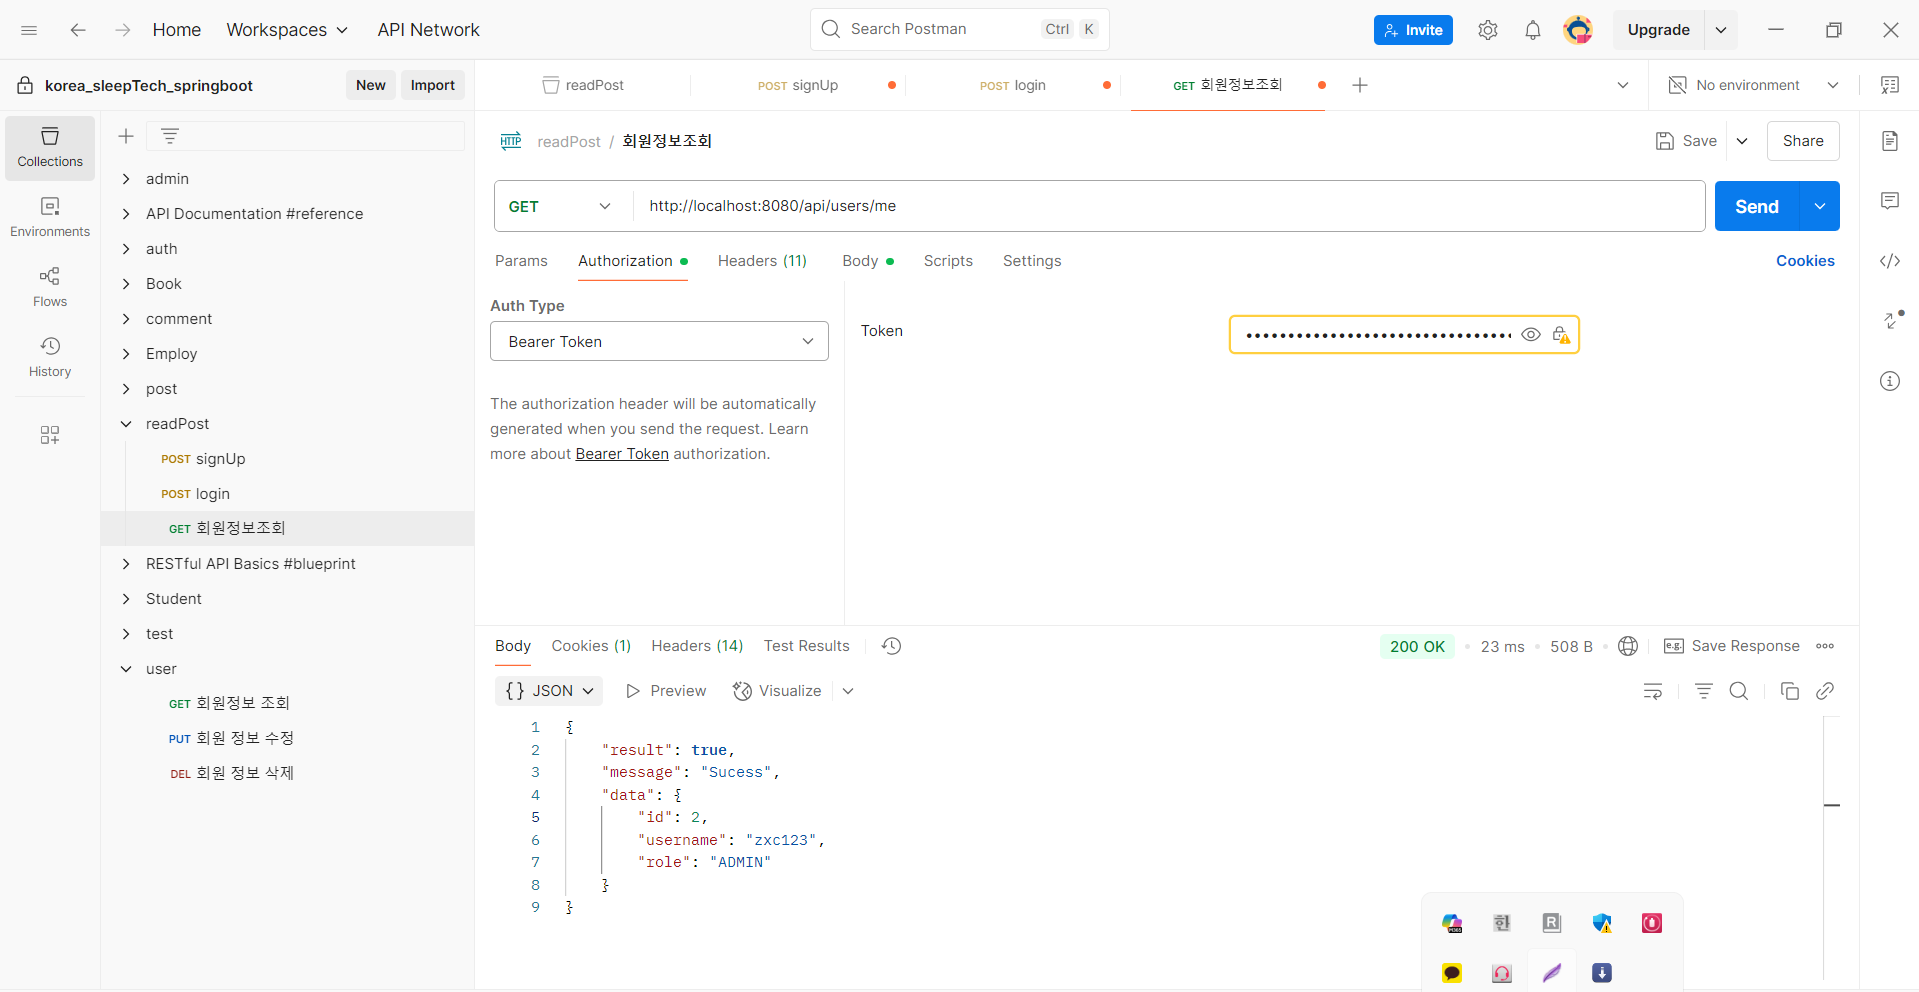 Home Workspaces API Network Search Postman Ctrl K Invite Upgrade
korea_sleepTech_springboot New Import readPost POST signUp POST login GET 회원정보조회 No environment
Collections
Environments
Flows
History
admin
API Documentation #reference
auth
Book
comment
Employ
post
readPost
POST signUp
POST login
GET 회원정보조회
RESTful API Basics #blueprint
Student
test
user
GET 회원정보 조회
PUT 회원 정보 수정
DEL 회원 정보 삭제
HTTP readPost / 회원정보조회 Save Share
GET http://localhost:8080/api/users/me Send
Params Authorization Headers (11) Body Scripts Settings Cookies
Auth Type
Bearer Token
The authorization header will be automatically
generated when you send the request. Learn
more about Bearer Token authorization.
Token ••••••••••••••••••••••••••••••••
Body Cookies (1) Headers (14) Test Results 200 OK • 23 ms • 508 B • e.g. Save Response
{} JSON Preview Visualize
1 {
2 "result": true,
3 "message": "Sucess",
4 "data": {
5 "id": 2,
6 "username": "zxc123",
7 "role": "ADMIN"
8 }
9 }
M365 한 R